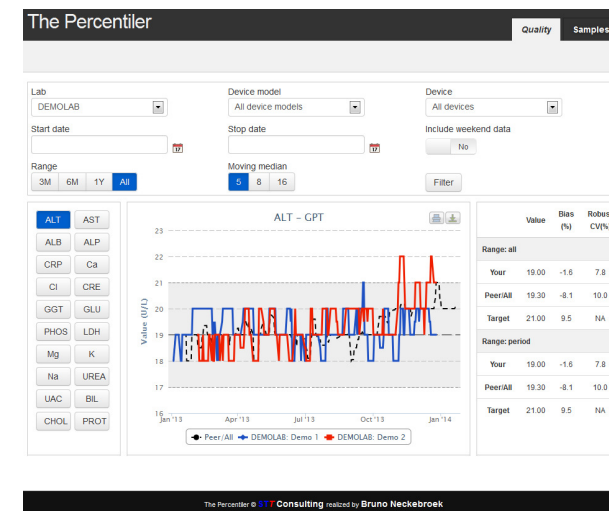 The Percentiler
Quality Samples
Lab Device model Device
DEMOLAB All device models All devices
Start date Stop date Include weekend data
17 17 No
Range Moving median
3M 6M 1Y All 5 8 16 Filter
ALT AST
ALB ALP
CRP Ca
Cl CRE
GGT GLU
PHOS LDH
Mg K
Na UREA
UAC BIL
CHOL PROT
ALT - GPT
Value (U/L)
23
22
21
20
19
18
17
16
Jan '13 Apr '13 Jul '13 Oct '13 Jan '14
Peer/All DEMOLAB: Demo 1 DEMOLAB: Demo 2
Value Bias (%) Robus CV(%
Range: all
Your 19.00 -1.6 7.8
Peer/All 19.30 -8.1 10.0
Target 21.00 9.5 NA
Range: period
Your 19.00 -1.6 7.8
Peer/All 19.30 -8.1 10.0
Target 21.00 9.5 NA
The Percentiler © Consulting realized by Bruno Neckebroek